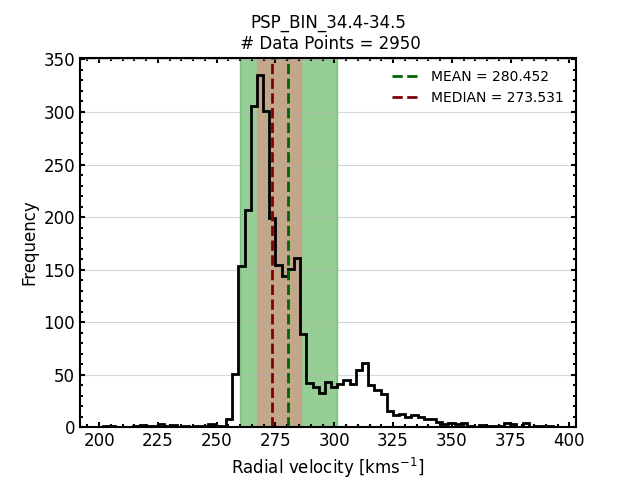 PSP_BIN_34.4-34.5
# Data Points = 2950
MEAN = 280.452
MEDIAN = 273.531
Frequency
350
300
250
200
150
100
50
0
200 225 250 275 300 325 350 375 400
Radial velocity [kms⁻¹]